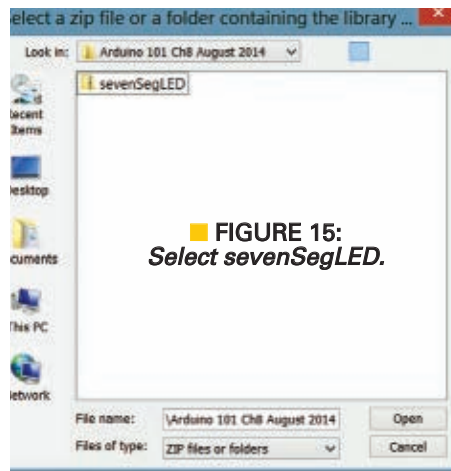 elect a zip file or a folder containing the library ...
Look in: Arduino 101 Ch8 August 2014
sevenSegLED
ecent
Items
esktop
FIGURE 15:
Select sevenSegLED.
cuments
This PC
etwork
File name: \Arduino 101 Ch8 August 2014 Open
Files of type: ZIP files or folders Cancel